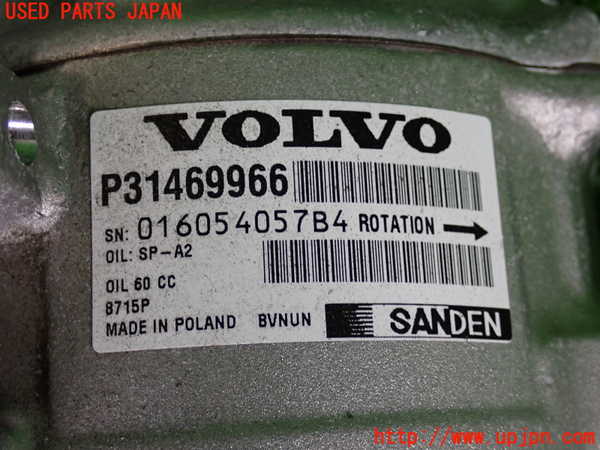 USED PARTS JAPAN
VOLVO
P31469966
SN: 016054057B4 ROTATION
OIL: SP-A2
OIL 60 CC
8715P
MADE IN POLAND BVNUN SANDEN
http://www.upjpn.com/